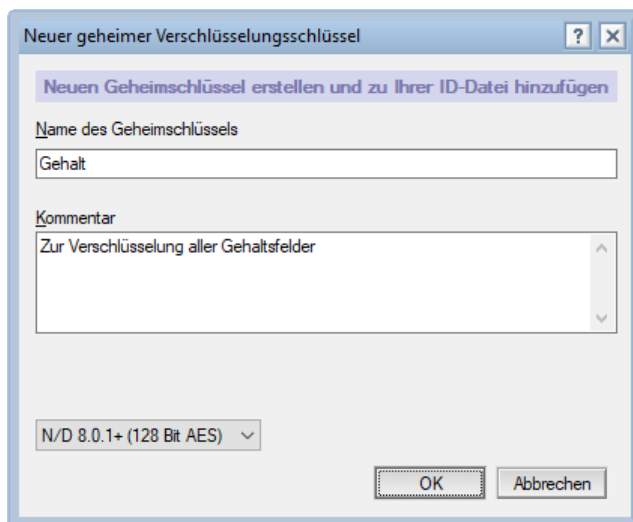 Neuer geheimer Verschlüsselungsschlüssel
?
Neuen Geheimschlüssel erstellen und zu Ihrer ID-Datei hinzufügen
Name des Geheimschlüssels
Gehalt
Kommentar
Zur Verschlüsselung aller Gehaltsfelder
N/D 8.0.1+ (128 Bit AES)
OK Abbrechen